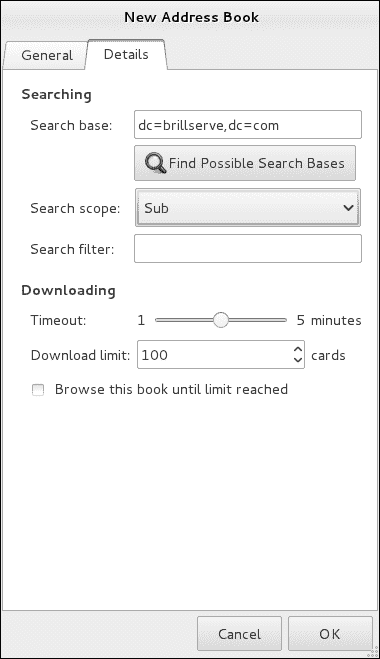 New Address Book
General Details
Searching
Search base: dc=brillserve,dc=com
Find Possible Search Bases
Search scope: Sub
Search filter:
Downloading
Timeout: 1 5 minutes
Download limit: 100 cards
Browse this book until limit reached
Cancel OK